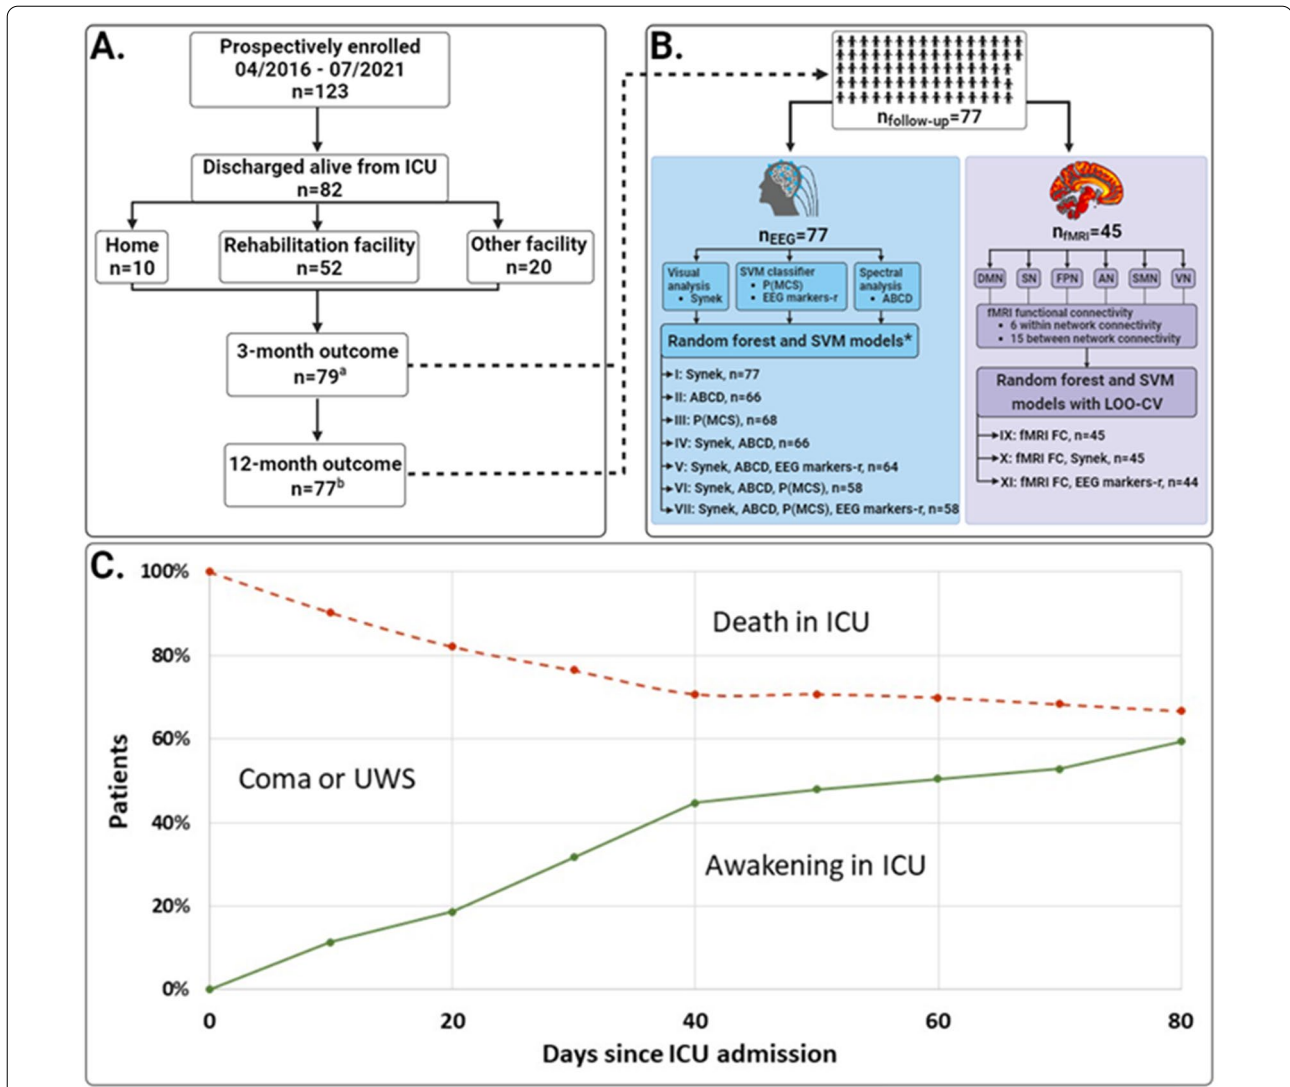 A.
Prospectively enrolled
04/2016 - 07/2021
n=123
Discharged alive from ICU
n=82
Home
n=10
Rehabilitation facility
n=52
Other facility
n=20
3-month outcome
n=79a
12-month outcome
n=77b
B.
nfollow-up=77
nEEG=77
Visual
analysis
• Synek
SVM classifier
• P(MCS)
• EEG markers-r
Spectral
analysis
• ABCD
Random forest and SVM models*
I: Synek, n=77
II: ABCD, n=66
III: P(MCS), n=68
IV: Synek, ABCD, n=66
V: Synek, ABCD, EEG markers-r, n=64
VI: Synek, ABCD, P(MCS), n=58
VII: Synek, ABCD, P(MCS), EEG markers-r, n=58
nfMRI=45
DMN SN FPN AN SMN VN
fMRI functional connectivity
• 6 within network connectivity
• 15 between network connectivity
Random forest and SVM
models with LOO-CV
IX: fMRI FC, n=45
X: fMRI FC, Synek, n=45
XI: fMRI FC, EEG markers-r, n=44
C.
100%
80%
60%
40%
20%
0%
Patients
Death in ICU
Coma or UWS
Awakening in ICU
0 20 40 60 80
Days since ICU admission